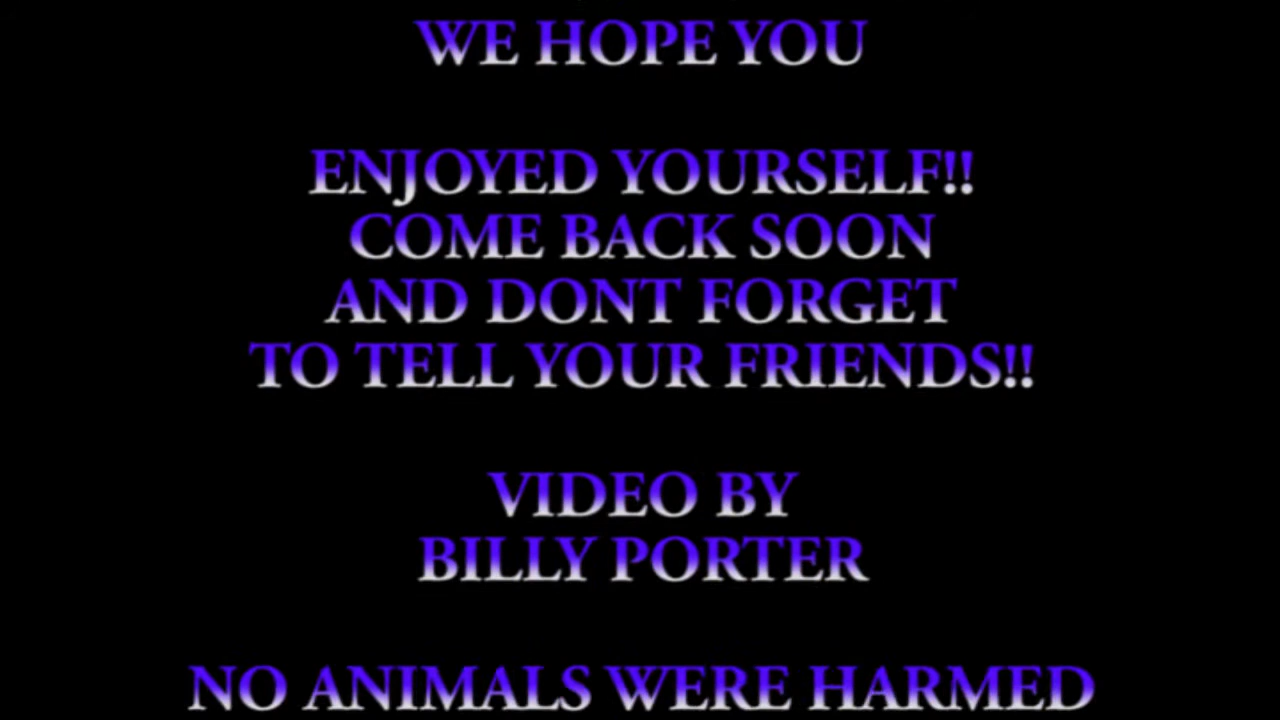 WE HOPE YOU
ENJOYED YOURSELF!!
COME BACK SOON
AND DONT FORGET
TO TELL YOUR FRIENDS!!
VIDEO BY
BILLY PORTER
NO ANIMALS WERE HARMED